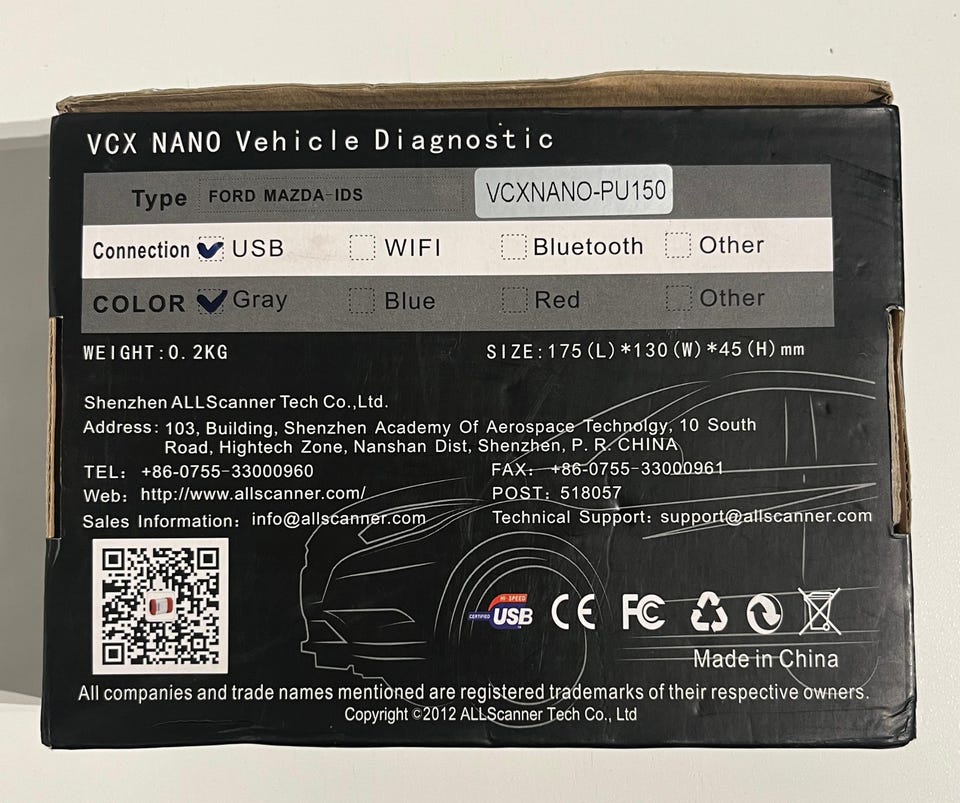 VCX NANO Vehicle Diagnostic
Type FORD MAZDA-IDS VCXNANO-PU150
Connection USB WIFI Bluetooth Other
COLOR Gray Blue Red Other
WEIGHT:0.2KG SIZE:175(L)*130(W)*45(H)mm
Shenzhen ALLScanner Tech Co.,Ltd.
Address: 103, Building, Shenzhen Academy Of Aerospace Technolgy, 10 South
Road, Hightech Zone, Nanshan Dist, Shenzhen, P. R. CHINA
TEL: +86-0755-33000960 FAX: +86-0755-33000961
Web: http://www.allscanner.com/ POST: 518057
Sales Information: info@allscanner.com Technical Support: support@allscanner.com
HI-SPEED
CERTIFIED USB CE FC
Made in China
All companies and trade names mentioned are registered trademarks of their respective owners.
Copyright ©2012 ALLScanner Tech Co., Ltd